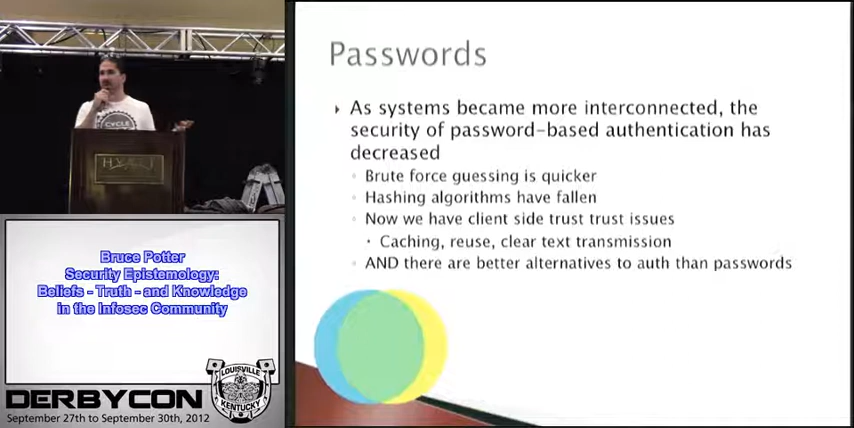 CYCLE
HYATT
Bruce Potter
Security Epistemology:
Beliefs - Truth - and Knowledge
in the Infosec Community
LOUISVILLE
KENTUCKY
DERBYCON
September 27th to September 30th, 2012
Passwords
As systems became more interconnected, the
security of password-based authentication has
decreased
Brute force guessing is quicker
Hashing algorithms have fallen
Now we have client side trust trust issues
Caching, reuse, clear text transmission
AND there are better alternatives to auth than passwords